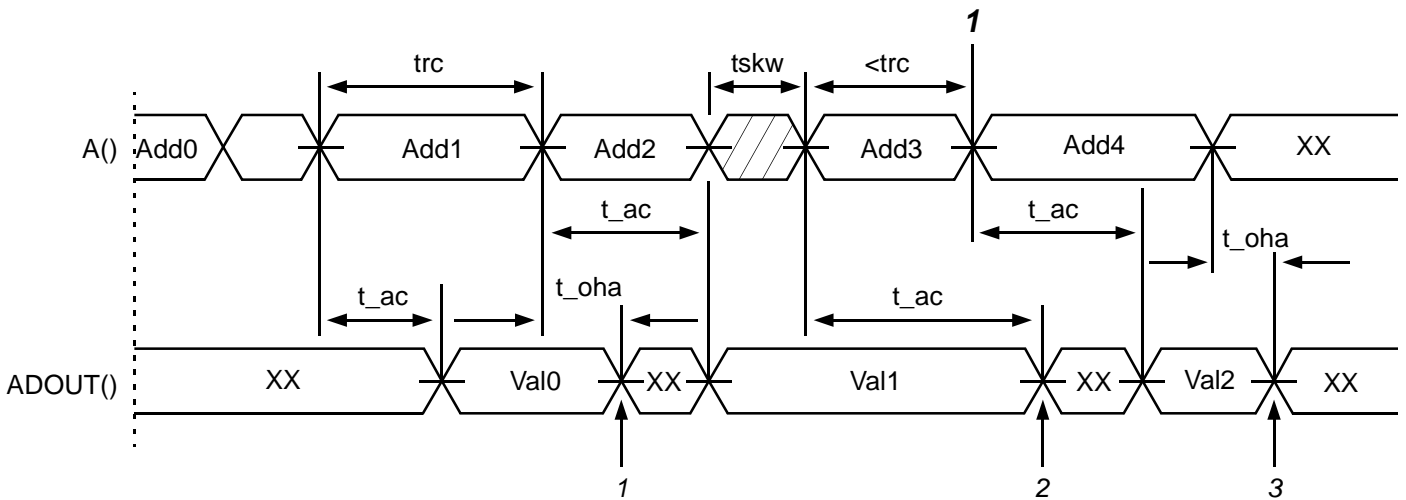 1
trc
tskw
<trc
A()
Add0
Add1
Add2
Add3
Add4
XX
t_ac
t_ac
t_oha
t_ac
t_oha
t_ac
ADOUT()
XX
Val0
XX
Val1
XX
Val2
XX
1
2
3